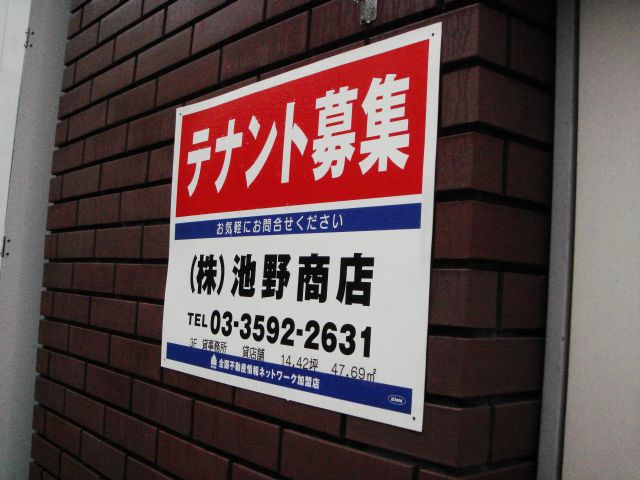 テナント募集
お気軽にお問合せください
(株)池野商店
TEL 03-3592-2631
3F 貸事務所 貸店舗 14.42坪 47.69㎡
全国不動産情報ネットワーク加盟店